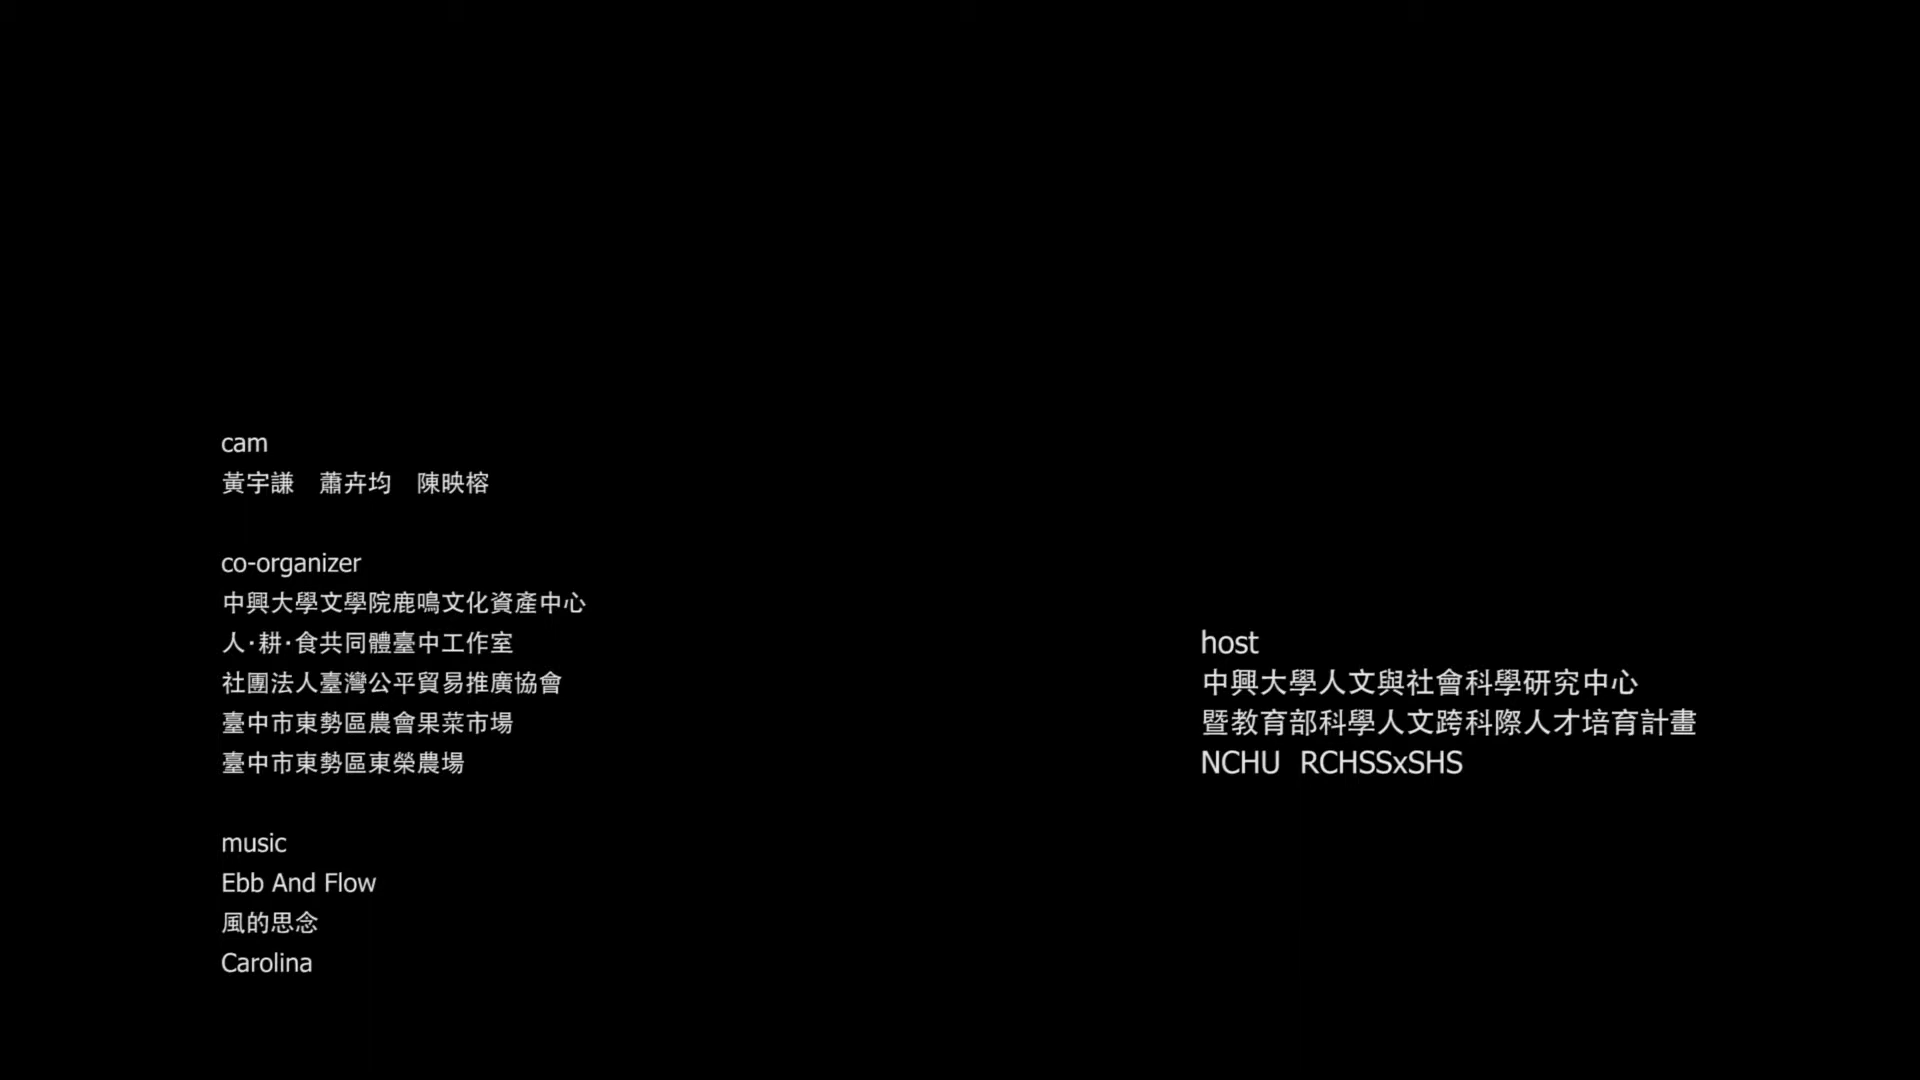 cam
黃宇謙　蕭卉均　陳映榕
co-organizer
中興大學文學院鹿鳴文化資產中心
人·耕·食共同體臺中工作室
社團法人臺灣公平貿易推廣協會
臺中市東勢區農會果菜市場
臺中市東勢區東榮農場
music
Ebb And Flow
風的思念
Carolina
host
中興大學人文與社會科學研究中心
暨教育部科學人文跨科際人才培育計畫
NCHU RCHSSxSHS